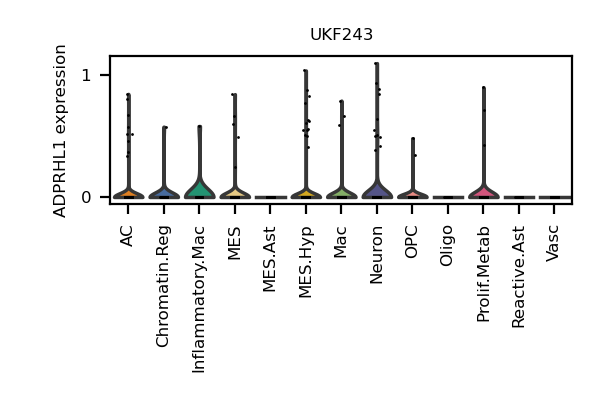 UKF243
ADPRHL1 expression
1
0
AC
Chromatin.Reg
Inflammatory.Mac
MES
MES.Ast
MES.Hyp
Mac
Neuron
OPC
Oligo
Prolif.Metab
Reactive.Ast
Vasc